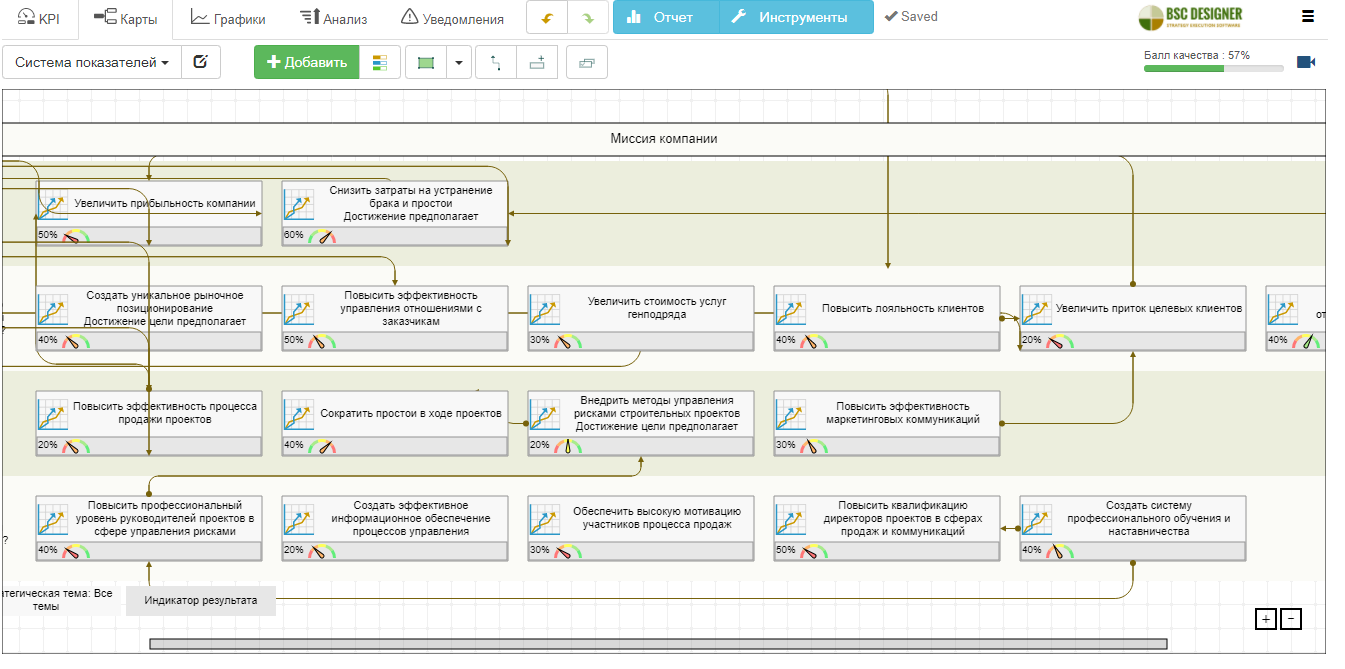 KPI Карты Графики Анализ Уведомления Отчет Инструменты Saved BSC DESIGNER
STRATEGY EXECUTION SOFTWARE
Система показателей Добавить Балл качества : 57%
Миссия компании
Увеличить прибыльность компании
50%
Снизить затраты на устранение
брака и простои
Достижение предполагает
60%
Создать уникальное рыночное
позиционирование
Достижение цели предполагает
40%
Повысить эффективность
управления отношениями с
заказчикам
50%
Увеличить стоимость услуг
генподряда
30%
Повысить лояльность клиентов
40%
Увеличить приток целевых клиентов
20%
от
40%
?
Повысить эффективность процесса
продажи проектов
20%
Сократить простои в ходе проектов
40%
Внедрить методы управления
рисками строительных проектов
Достижение цели предполагает
20%
Повысить эффективность
маркетинговых коммуникаций
30%
Повысить профессиональный
уровень руководителей проектов в
сфере управления рисками
40%
Создать эффективное
информационное обеспечение
процессов управления
20%
Обеспечить высокую мотивацию
участников процесса продаж
30%
Повысить квалификацию
директоров проектов в сферах
продаж и коммуникаций
50%
Создать систему
профессионального обучения и
наставничества
40%
?
атегическая тема: Все
темы
Индикатор результата
+ -